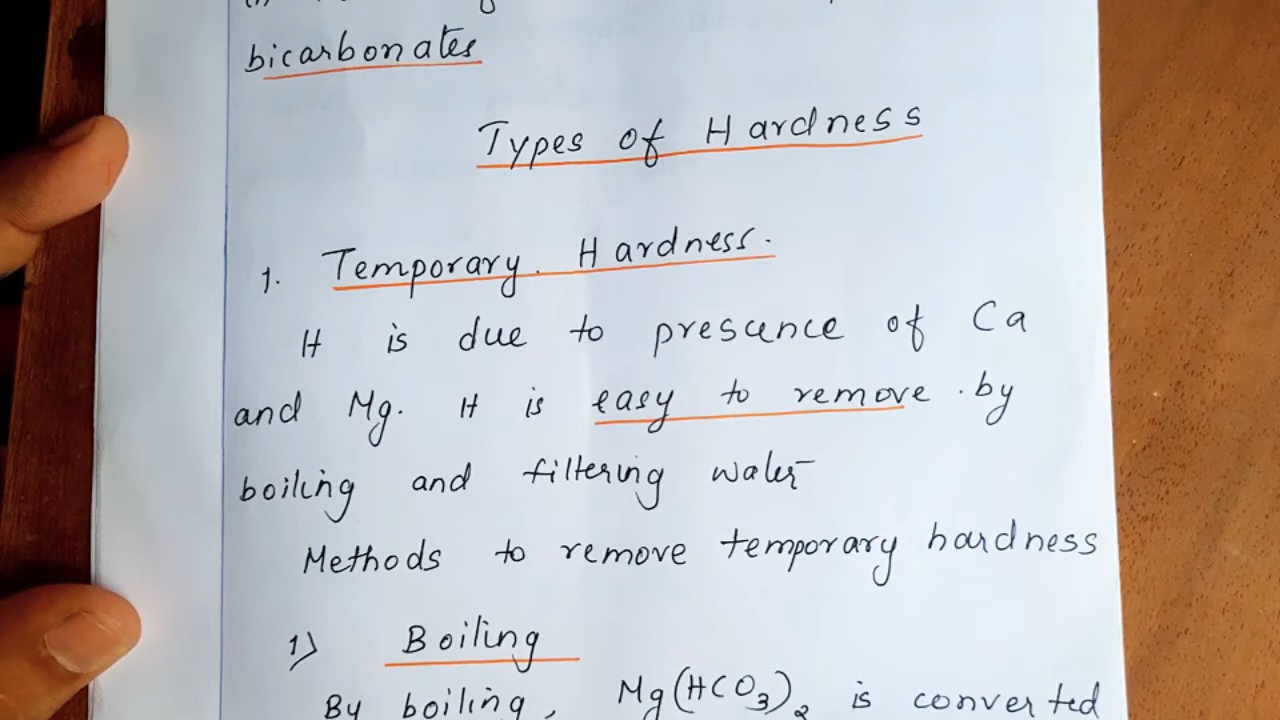 bicarbonates
Types of Hardness
1. Temporary Hardness.
It is due to presence of Ca
and Mg. It is easy to remove by
boiling and filtering water
Methods to remove temporary hardness
1) Boiling
By boiling, Mg(HCO₃)₂ is converted